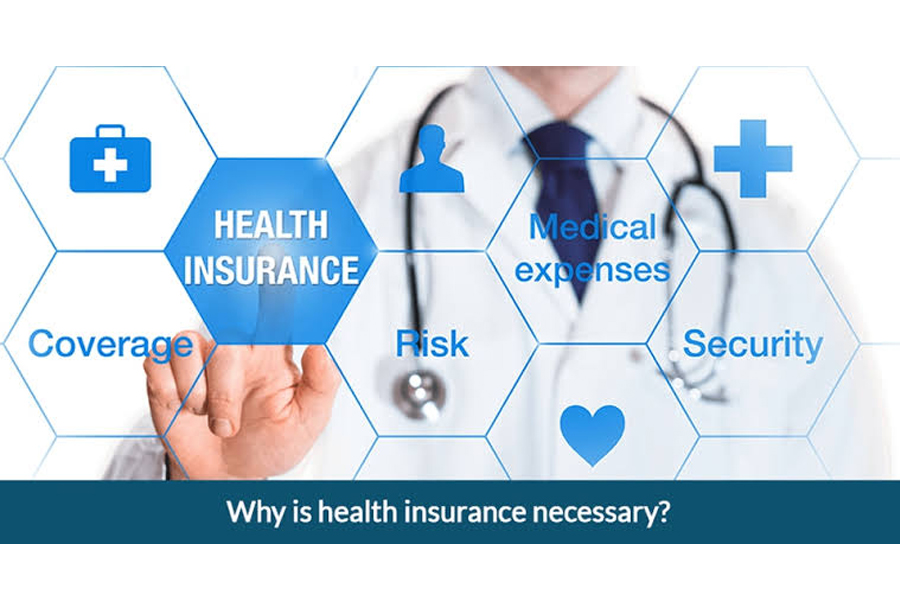 HEALTH
INSURANCE
Medical
expenses
Coverage
Risk
Security
Why is health insurance necessary?